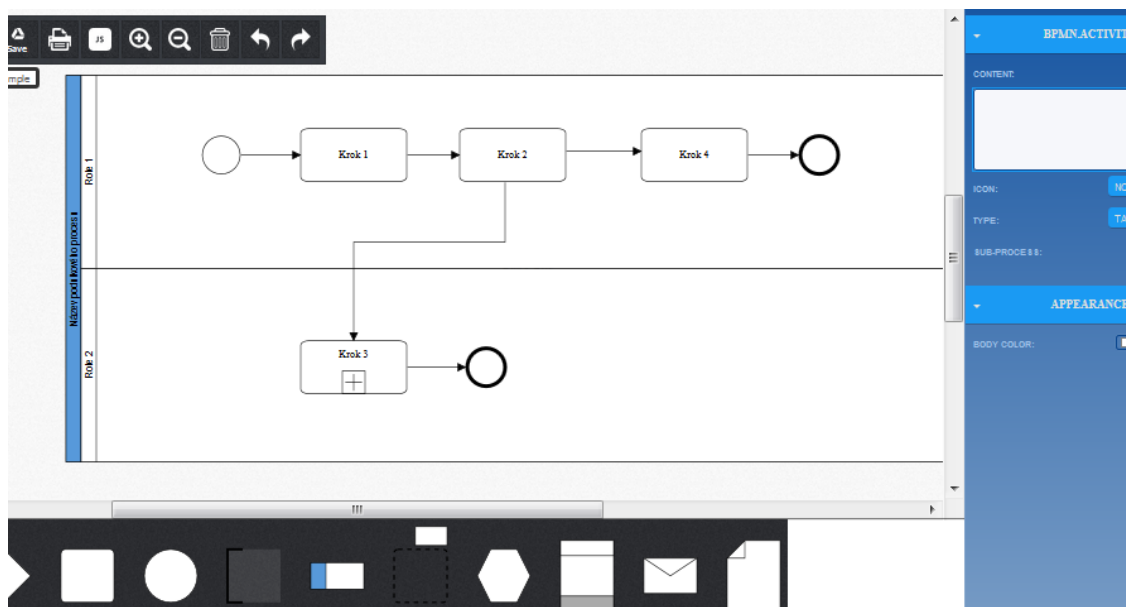 Save
JS
BPMN.ACTIVIT
mple
CONTENT:
Role 1
Krok 1
Krok 2
Krok 4
ICON:
NO
TYPE:
TA
SUB-PROCESS:
Název podnikového procesu
APPEARANCE
BODY COLOR:
Role 2
Krok 3